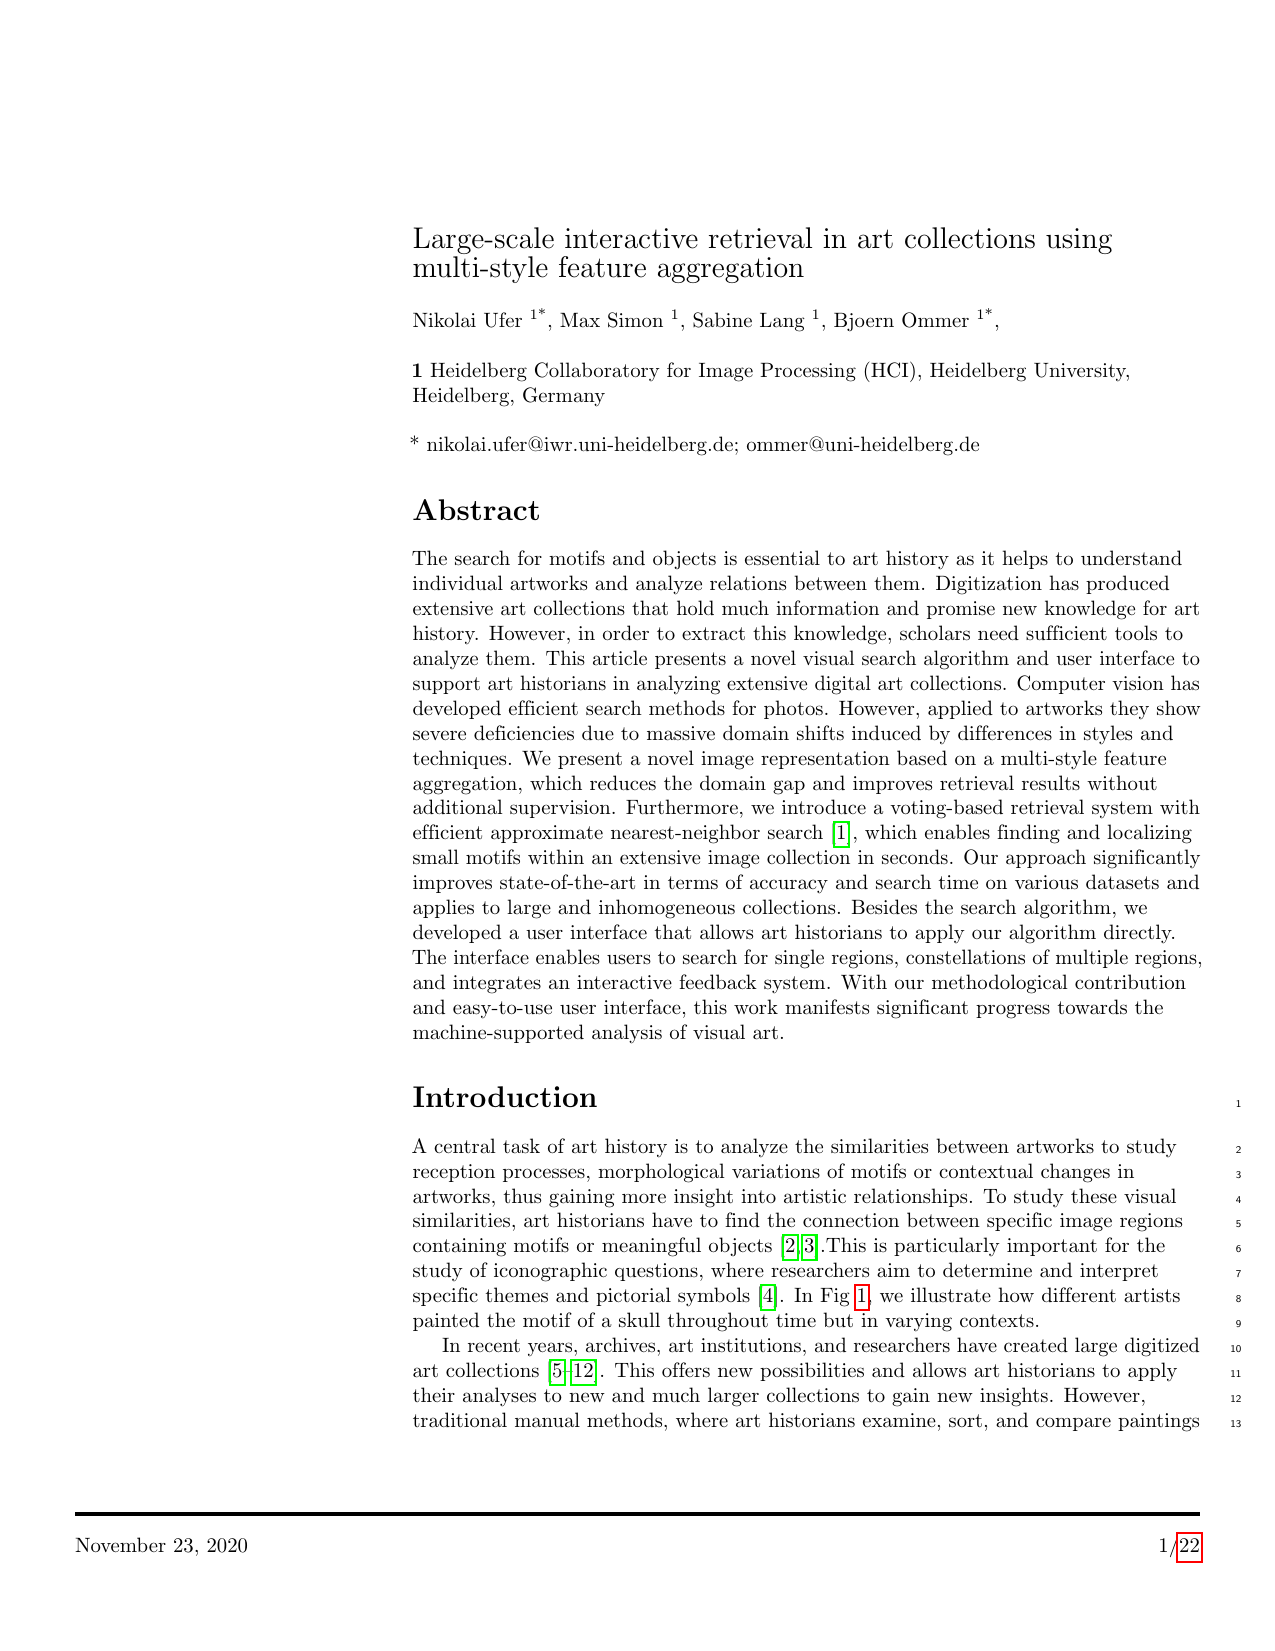 Large-scale interactive retrieval in art collections using
multi-style feature aggregation
Nikolai Ufer 1*, Max Simon 1, Sabine Lang 1, Bjoern Ommer 1*,
1 Heidelberg Collaboratory for Image Processing (HCI), Heidelberg University,
Heidelberg, Germany
* nikolai.ufer@iwr.uni-heidelberg.de; ommer@uni-heidelberg.de
Abstract
The search for motifs and objects is essential to art history as it helps to understand
individual artworks and analyze relations between them. Digitization has produced
extensive art collections that hold much information and promise new knowledge for art
history. However, in order to extract this knowledge, scholars need sufficient tools to
analyze them. This article presents a novel visual search algorithm and user interface to
support art historians in analyzing extensive digital art collections. Computer vision has
developed efficient search methods for photos. However, applied to artworks they show
severe deficiencies due to massive domain shifts induced by differences in styles and
techniques. We present a novel image representation based on a multi-style feature
aggregation, which reduces the domain gap and improves retrieval results without
additional supervision. Furthermore, we introduce a voting-based retrieval system with
efficient approximate nearest-neighbor search [1], which enables finding and localizing
small motifs within an extensive image collection in seconds. Our approach significantly
improves state-of-the-art in terms of accuracy and search time on various datasets and
applies to large and inhomogeneous collections. Besides the search algorithm, we
developed a user interface that allows art historians to apply our algorithm directly.
The interface enables users to search for single regions, constellations of multiple regions,
and integrates an interactive feedback system. With our methodological contribution
and easy-to-use user interface, this work manifests significant progress towards the
machine-supported analysis of visual art.
Introduction 1
A central task of art history is to analyze the similarities between artworks to study 2
reception processes, morphological variations of motifs or contextual changes in 3
artworks, thus gaining more insight into artistic relationships. To study these visual 4
similarities, art historians have to find the connection between specific image regions 5
containing motifs or meaningful objects [2,3].This is particularly important for the 6
study of iconographic questions, where researchers aim to determine and interpret 7
specific themes and pictorial symbols [4]. In Fig 1, we illustrate how different artists 8
painted the motif of a skull throughout time but in varying contexts. 9
In recent years, archives, art institutions, and researchers have created large digitized 10
art collections [5–12]. This offers new possibilities and allows art historians to apply 11
their analyses to new and much larger collections to gain new insights. However, 12
traditional manual methods, where art historians examine, sort, and compare paintings 13
November 23, 2020 1/22